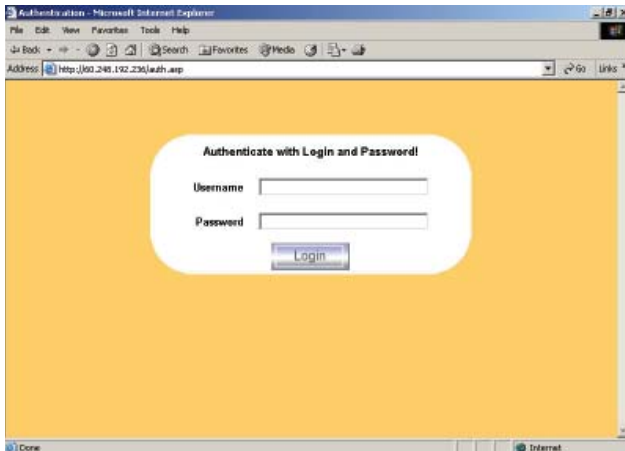 Authentication - Microsoft Internet Explorer
File Edit View Favorites Tools Help
Back Search Favorites Media
Address http://60.248.192.236/auth.asp Go Links
Authenticate with Login and Password!
Username
Password
Login
Done Internet